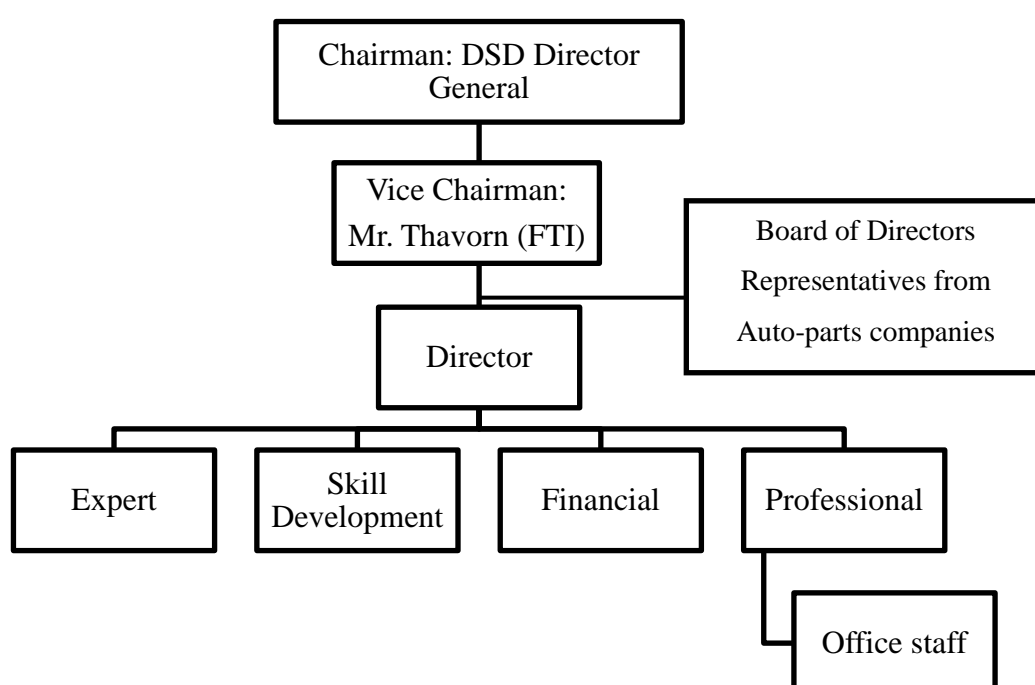 Chairman: DSD Director
General
Vice Chairman:
Mr. Thavorn (FTI)
Board of Directors
Representatives from
Auto-parts companies
Director
Expert
Skill
Development
Financial
Professional
Office staff